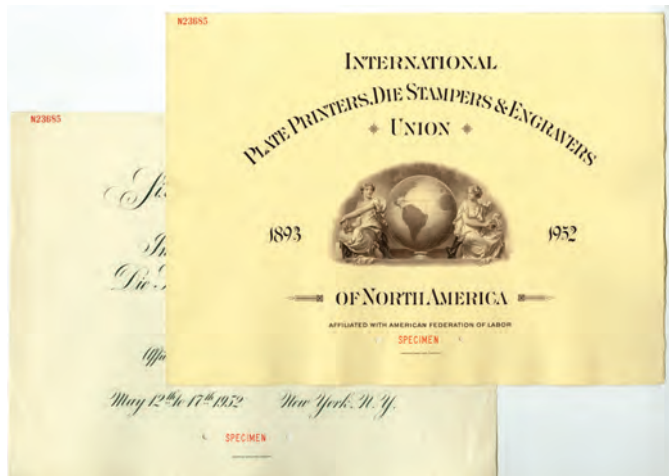 N23685
INTERNATIONAL
PLATE PRINTERS, DIE STAMPERS & ENGRAVERS
UNION
1893 1952
OF NORTH AMERICA
AFFILIATED WITH AMERICAN FEDERATION OF LABOR
SPECIMEN
N23685
Die
May 12th to 17th 1952 New York, N.Y.
SPECIMEN